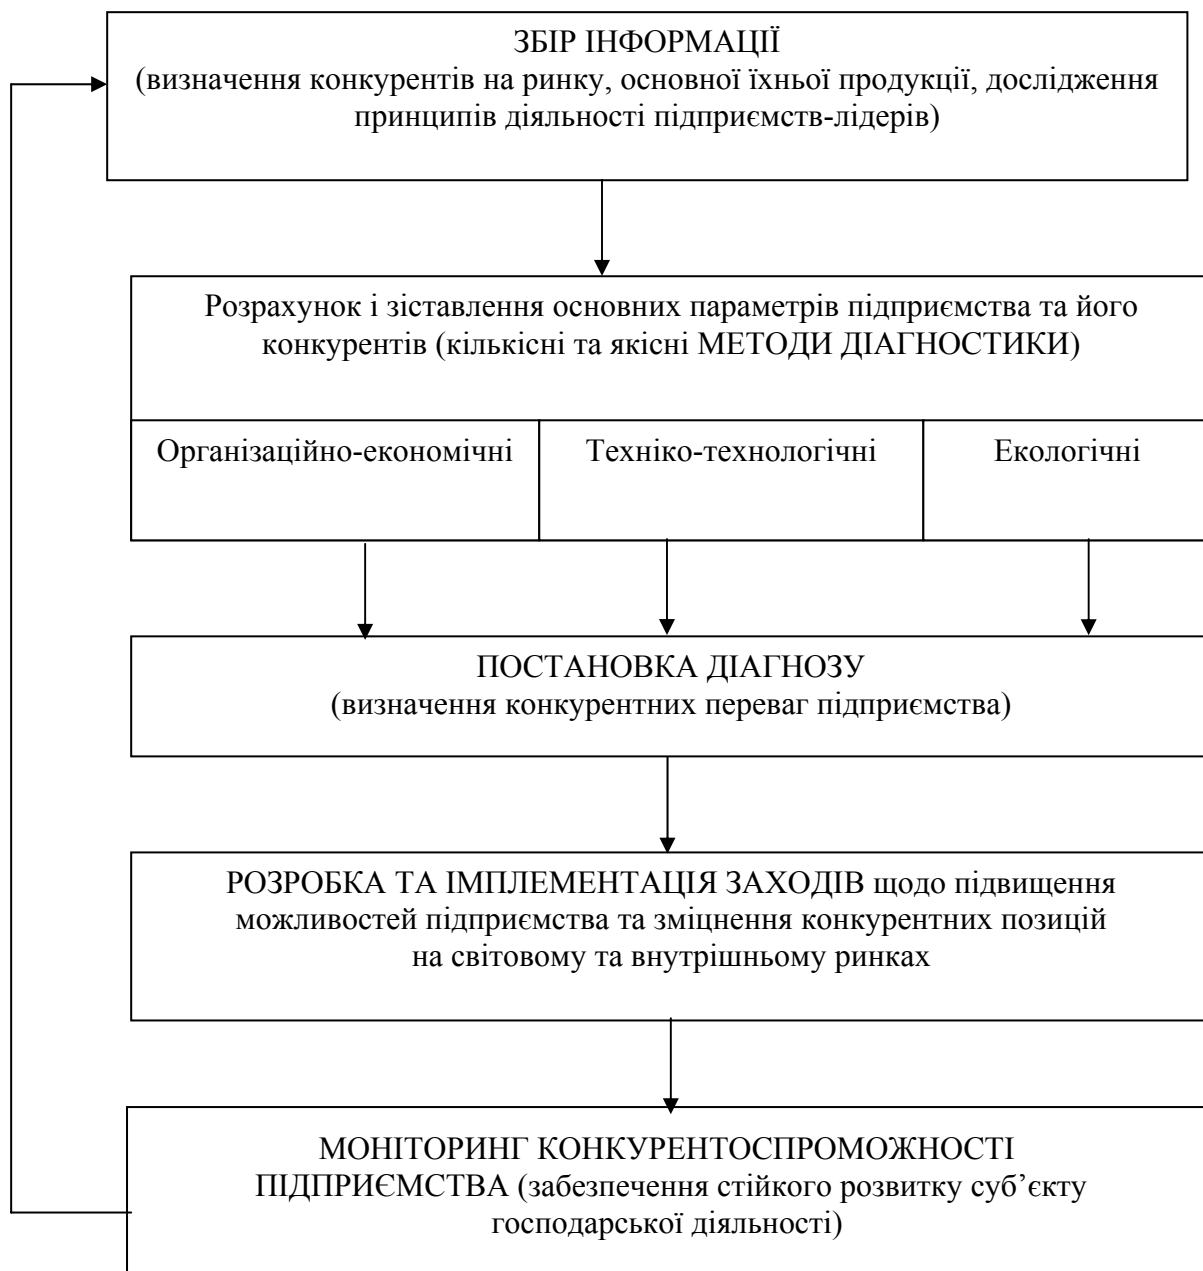 ЗБІР ІНФОРМАЦІЇ
(визначення конкурентів на ринку, основної їхньої продукції, дослідження
принципів діяльності підприємств-лідерів)
Розрахунок і зіставлення основних параметрів підприємства та його
конкурентів (кількісні та якісні МЕТОДИ ДІАГНОСТИКИ)
Організаційно-економічні
Техніко-технологічні
Екологічні
ПОСТАНОВКА ДІАГНОЗУ
(визначення конкурентних переваг підприємства)
РОЗРОБКА ТА ІМПЛЕМЕНТАЦІЯ ЗАХОДІВ щодо підвищення
можливостей підприємства та зміцнення конкурентних позицій
на світовому та внутрішньому ринках
МОНІТОРИНГ КОНКУРЕНТОСПРОМОЖНОСТІ
ПІДПРИЄМСТВА (забезпечення стійкого розвитку суб’єкту
господарської діяльності)